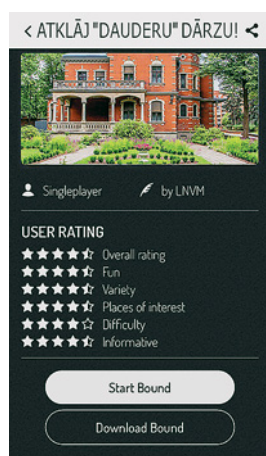 < ATKLĀJ "DAUDERU" DĀRZU!
Singleplayer by LNVM
USER RATING
Overall rating
Fun
Variety
Places of interest
Difficulty
Informative
Start Bound
Download Bound